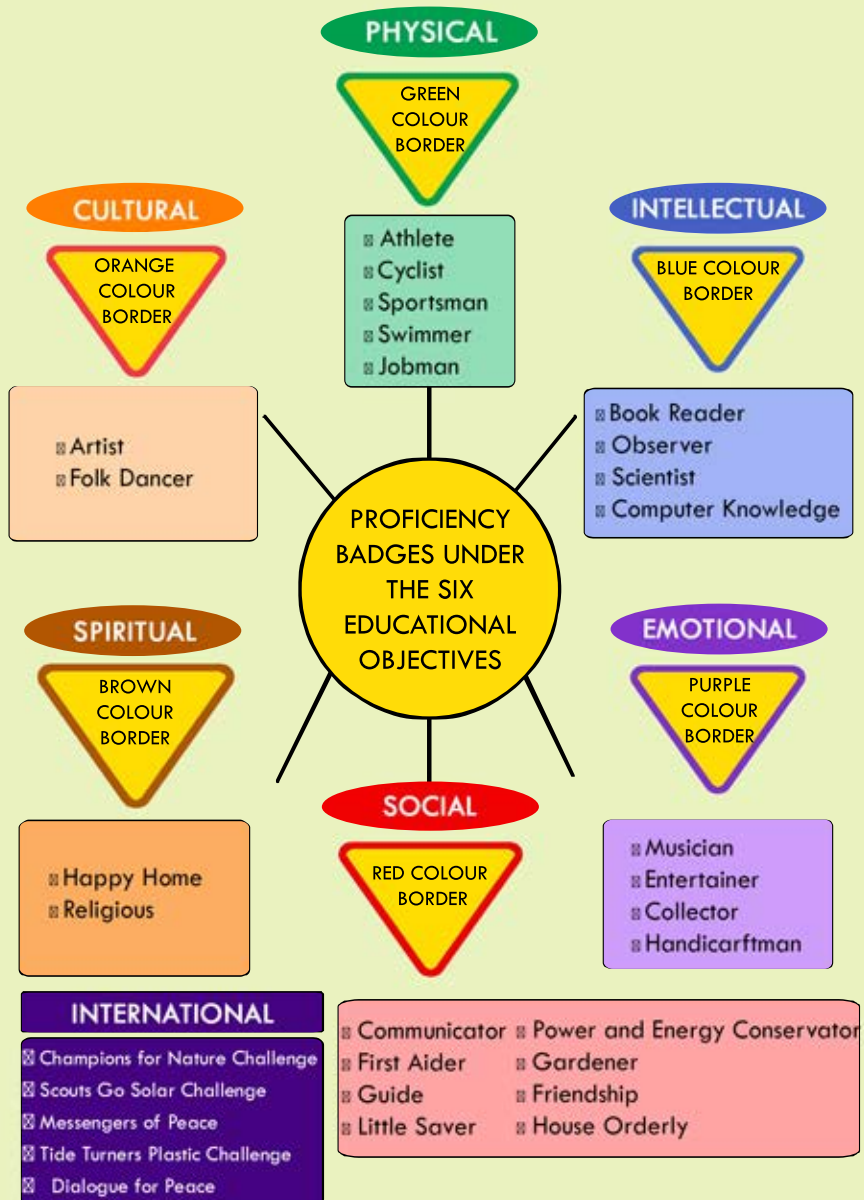 PHYSICAL
GREEN
COLOUR
BORDER
Athlete
Cyclist
Sportsman
Swimmer
Jobman
CULTURAL
ORANGE
COLOUR
BORDER
Artist
Folk Dancer
INTELLECTUAL
BLUE COLOUR
BORDER
Book Reader
Observer
Scientist
Computer Knowledge
PROFICIENCY
BADGES UNDER
THE SIX
EDUCATIONAL
OBJECTIVES
SPIRITUAL
BROWN
COLOUR
BORDER
Happy Home
Religious
EMOTIONAL
PURPLE
COLOUR
BORDER
Musician
Entertainer
Collector
Handicarftman
SOCIAL
RED COLOUR
BORDER
Communicator
First Aider
Guide
Little Saver
Power and Energy Conservator
Gardener
Friendship
House Orderly
INTERNATIONAL
Champions for Nature Challenge
Scouts Go Solar Challenge
Messengers of Peace
Tide Turners Plastic Challenge
Dialogue for Peace